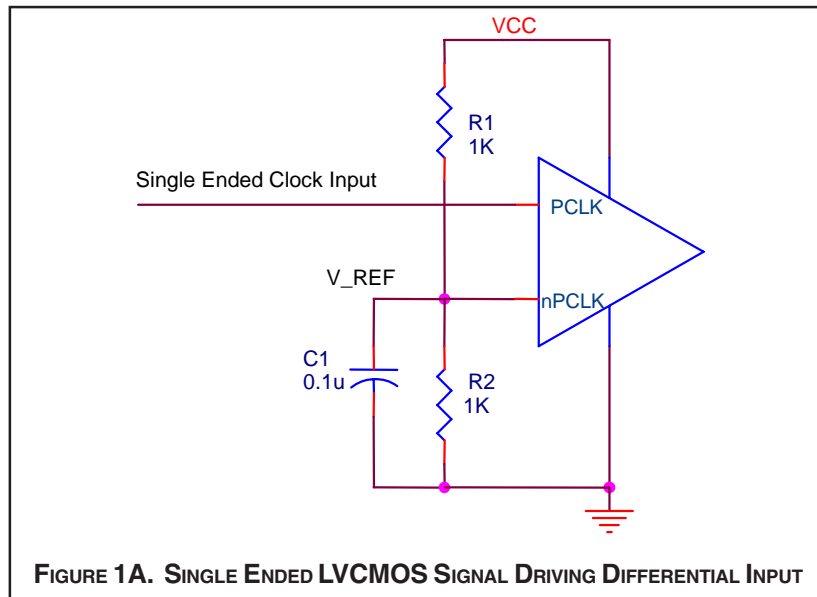 VCC
R1
1K
Single Ended Clock Input
PCLK
V_REF
nPCLK
C1
0.1u
R2
1K
FIGURE 1A. SINGLE ENDED LVCMOS SIGNAL DRIVING DIFFERENTIAL INPUT